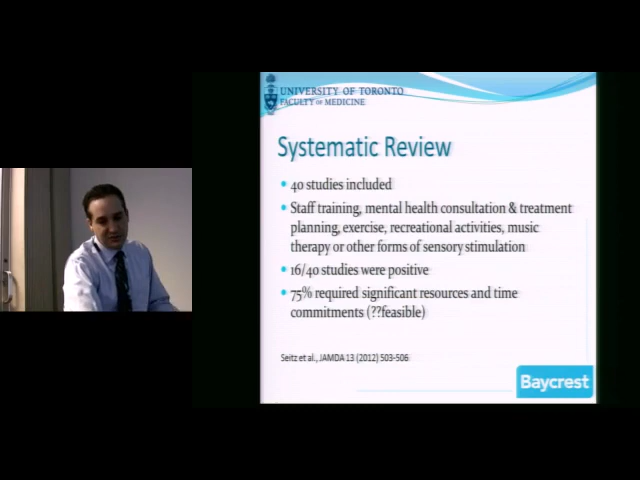 UNIVERSITY OF TORONTO
FACULTY OF MEDICINE
Systematic Review
• 40 studies included
• Staff training, mental health consultation & treatment
planning, exercise, recreational activities, music
therapy or other forms of sensory stimulation
• 16/40 studies were positive
• 75% required significant resources and time
commitments (??feasible)
Seitz et al., JAMDA 13 (2012) 503-506
Baycrest